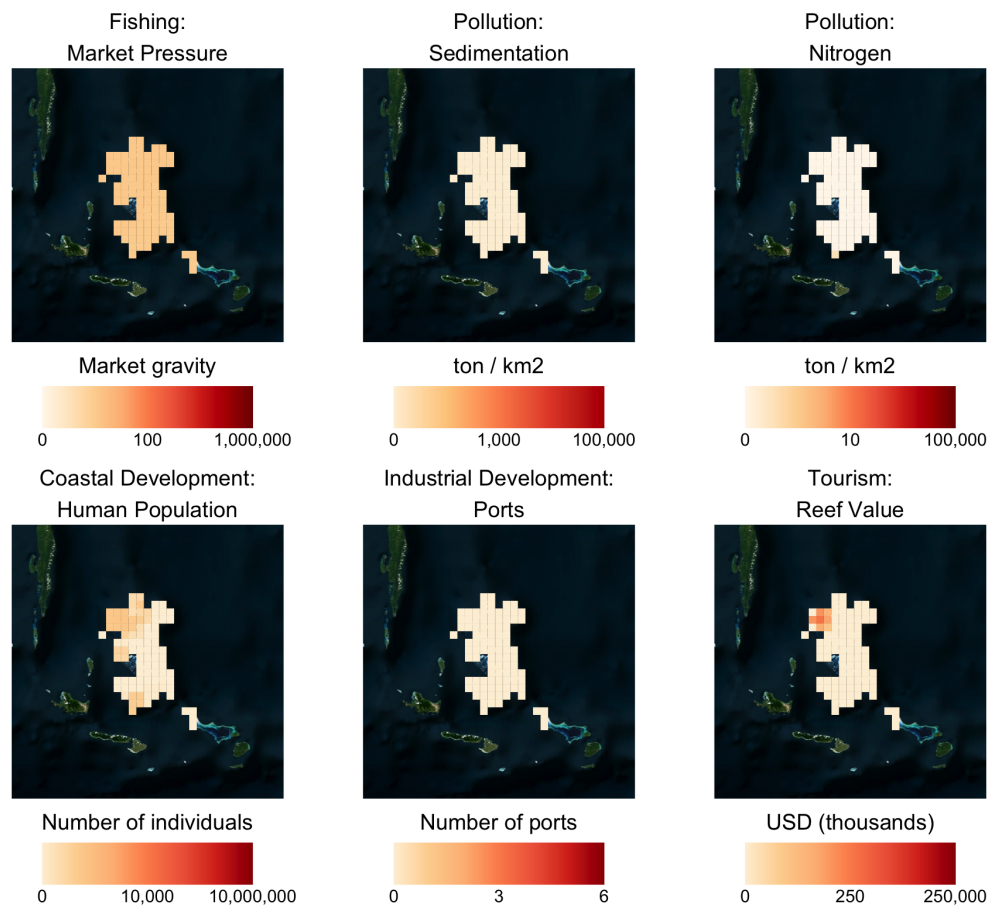 Fishing:
Market Pressure
Pollution:
Sedimentation
Pollution:
Nitrogen
Market gravity
0 100 1,000,000
ton / km2
0 1,000 100,000
ton / km2
0 10 100,000
Coastal Development:
Human Population
Industrial Development:
Ports
Tourism:
Reef Value
Number of individuals
0 10,000 10,000,000
Number of ports
0 3 6
USD (thousands)
0 250 250,000